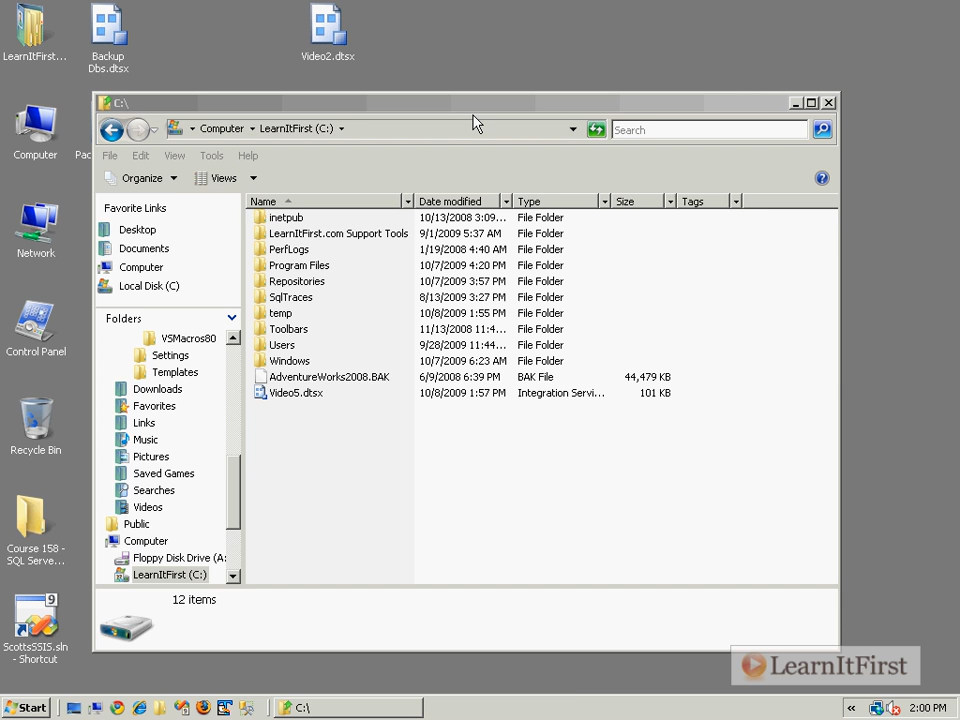 LearnItFirst...
Backup
Dbs.dtsx
Video2.dtsx
Computer
Pac
Network
Control Panel
Recycle Bin
Course 158 -
SQL Serve...
9
ScottsSSIS.sln
- Shortcut
C:\
Computer LearnItFirst (C:)
Search
File Edit View Tools Help
Organize Views
Favorite Links
Desktop
Documents
Computer
Local Disk (C)
Folders
VSMacros80
Settings
Templates
Downloads
Favorites
Links
Music
Pictures
Saved Games
Searches
Videos
Public
Computer
Floppy Disk Drive (A:
LearnItFirst (C:)
Name Date modified Type Size Tags
inetpub 10/13/2008 3:09... File Folder
LearnItFirst.com Support Tools 9/1/2009 5:37 AM File Folder
PerfLogs 1/19/2008 4:40 AM File Folder
Program Files 10/7/2009 4:20 PM File Folder
Repositories 10/7/2009 3:57 PM File Folder
SqlTraces 8/13/2009 3:27 PM File Folder
temp 10/8/2009 1:55 PM File Folder
Toolbars 11/13/2008 11:4... File Folder
Users 9/28/2009 11:44... File Folder
Windows 10/7/2009 6:23 AM File Folder
AdventureWorks2008.BAK 6/9/2008 6:39 PM BAK File 44,479 KB
Video5.dtsx 10/8/2009 1:57 PM Integration Servi... 101 KB
12 items
LearnItFirst
Start
C:\
« 2:00 PM